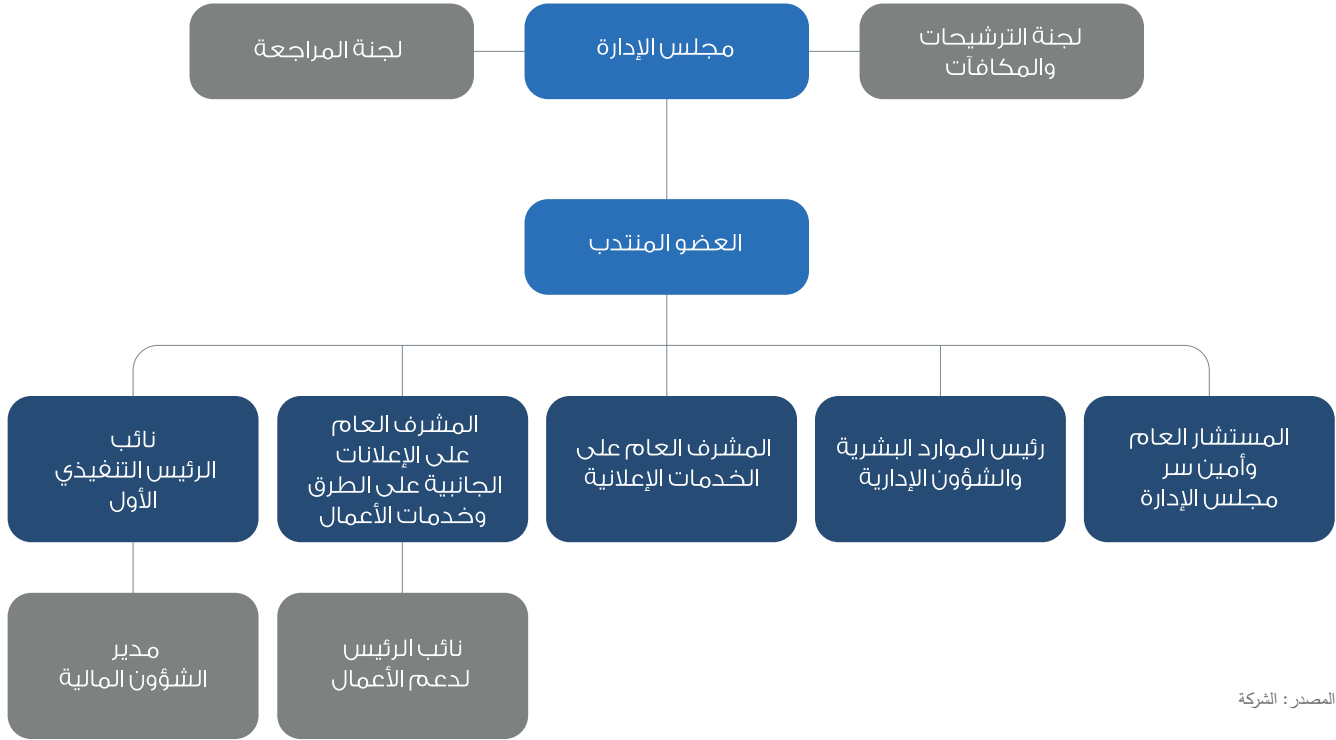 لجنة الترشيحات
والمكافآت
مجلس الإدارة
لجنة المراجعة
العضو المنتدب
المستشار العام
وأمين سر
مجلس الإدارة
رئيس الموارد البشرية
والشؤون الإدارية
المشرف العام على
الخدمات الإعلانية
المشرف العام
على الإعلانات
الجانبية على الطرق
وخدمات الأعمال
نائب
الرئيس التنفيذي
الأول
نائب الرئيس
لدعم الأعمال
مدير
الشؤون المالية
المصدر: الشركة